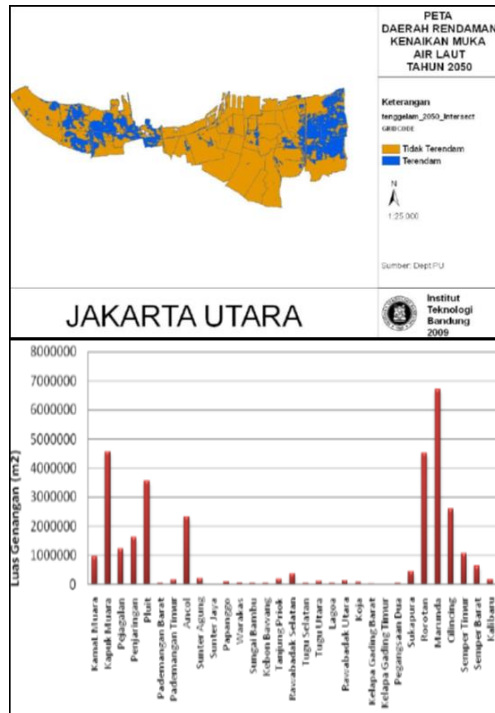 PETA
DAERAH RENDAMAN
KENAIKAN MUKA
AIR LAUT
TAHUN 2050
Keterangan
tenggelam_2050_Intersect
GRIDCODE
Tidak Terendam
Terendam
N
1:25.000
Sumber: Dept PU
JAKARTA UTARA
Institut
Teknologi
Bandung
2009
Luas Genangan (m2)
8000000
7000000
6000000
5000000
4000000
3000000
2000000
1000000
0
Kamal Muara
Kapuk Muara
Pejagalan
Penjaringan
Pluit
Pademangan Barat
Pademangan Timur
Ancol
Sunter Agung
Sunter Jaya
Papanggo
Warakas
Sungai Bambu
Kebon Bawang
Tanjung Priok
Rawabadak Selatan
Tugu Selatan
Tugu Utara
Lagoa
Rawabadak Utara
Koja
Kelapa Gading Barat
Kelapa Gading Timur
Pegangsaan Dua
Sukapura
Rorotan
Marunda
Cilincing
Semper Timur
Semper Barat
Kalibaru